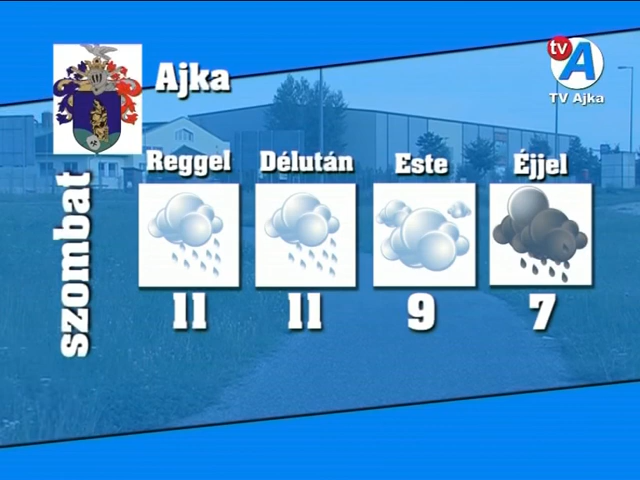 Ajka
tv A
TV Ajka
szombat
Reggel Délután Este Éjjel
11 11 9 7